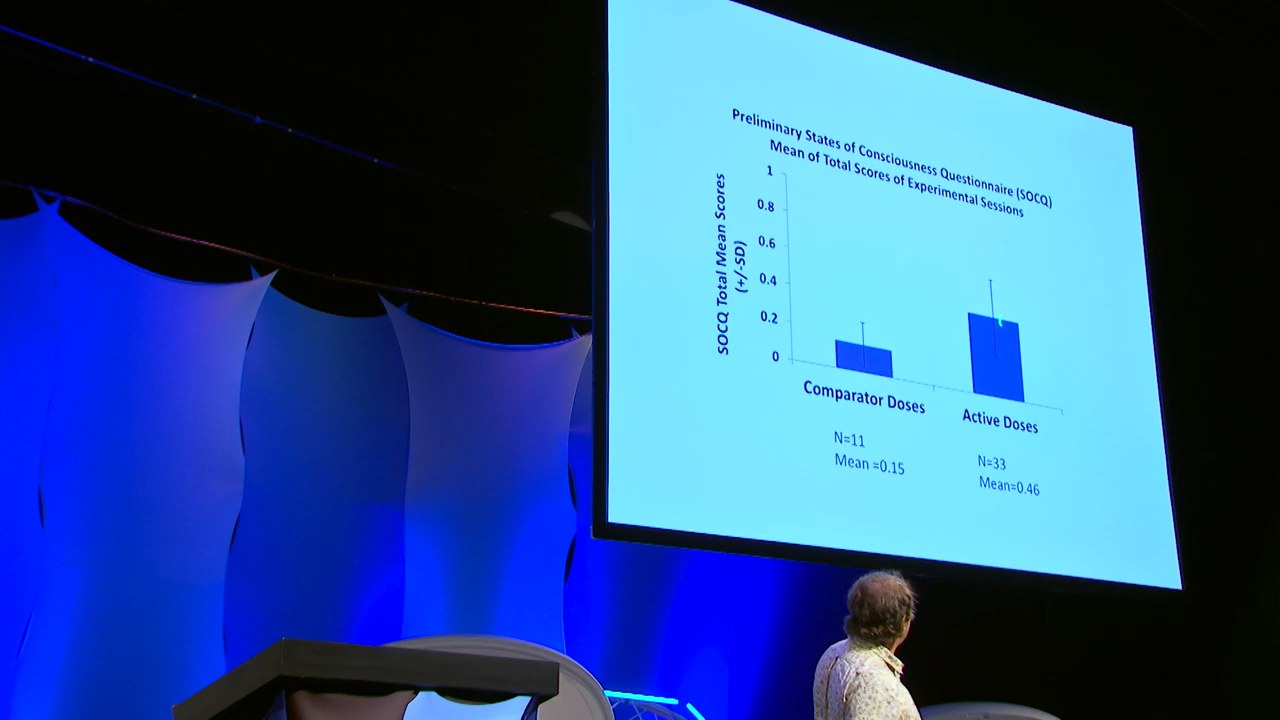 Preliminary States of Consciousness Questionnaire (SOCQ)
Mean of Total Scores of Experimental Sessions
SOCQ Total Mean Scores
(+/-SD)
1
0.8
0.6
0.4
0.2
0
Comparator Doses
Active Doses
N=11
Mean =0.15
N=33
Mean=0.46